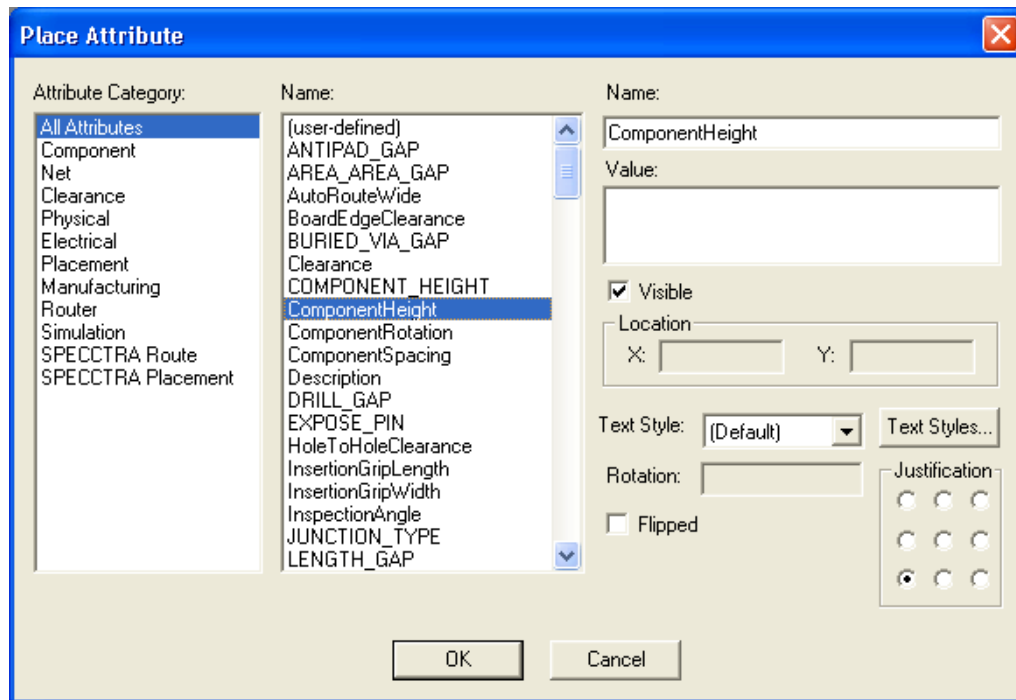 Place Attribute
Attribute Category:
All Attributes
Component
Net
Clearance
Physical
Electrical
Placement
Manufacturing
Router
Simulation
SPECCTRA Route
SPECCTRA Placement
Name:
(user-defined)
ANTIPAD_GAP
AREA_AREA_GAP
AutoRouteWide
BoardEdgeClearance
BURIED_VIA_GAP
Clearance
COMPONENT_HEIGHT
ComponentHeight
ComponentRotation
ComponentSpacing
Description
DRILL_GAP
EXPOSE_PIN
HoleToHoleClearance
InsertionGripLength
InsertionGripWidth
InspectionAngle
JUNCTION_TYPE
LENGTH_GAP
Name:
ComponentHeight
Value:
Visible
Location
X: Y:
Text Style: (Default) Text Styles...
Rotation:
Flipped
Justification
OK Cancel